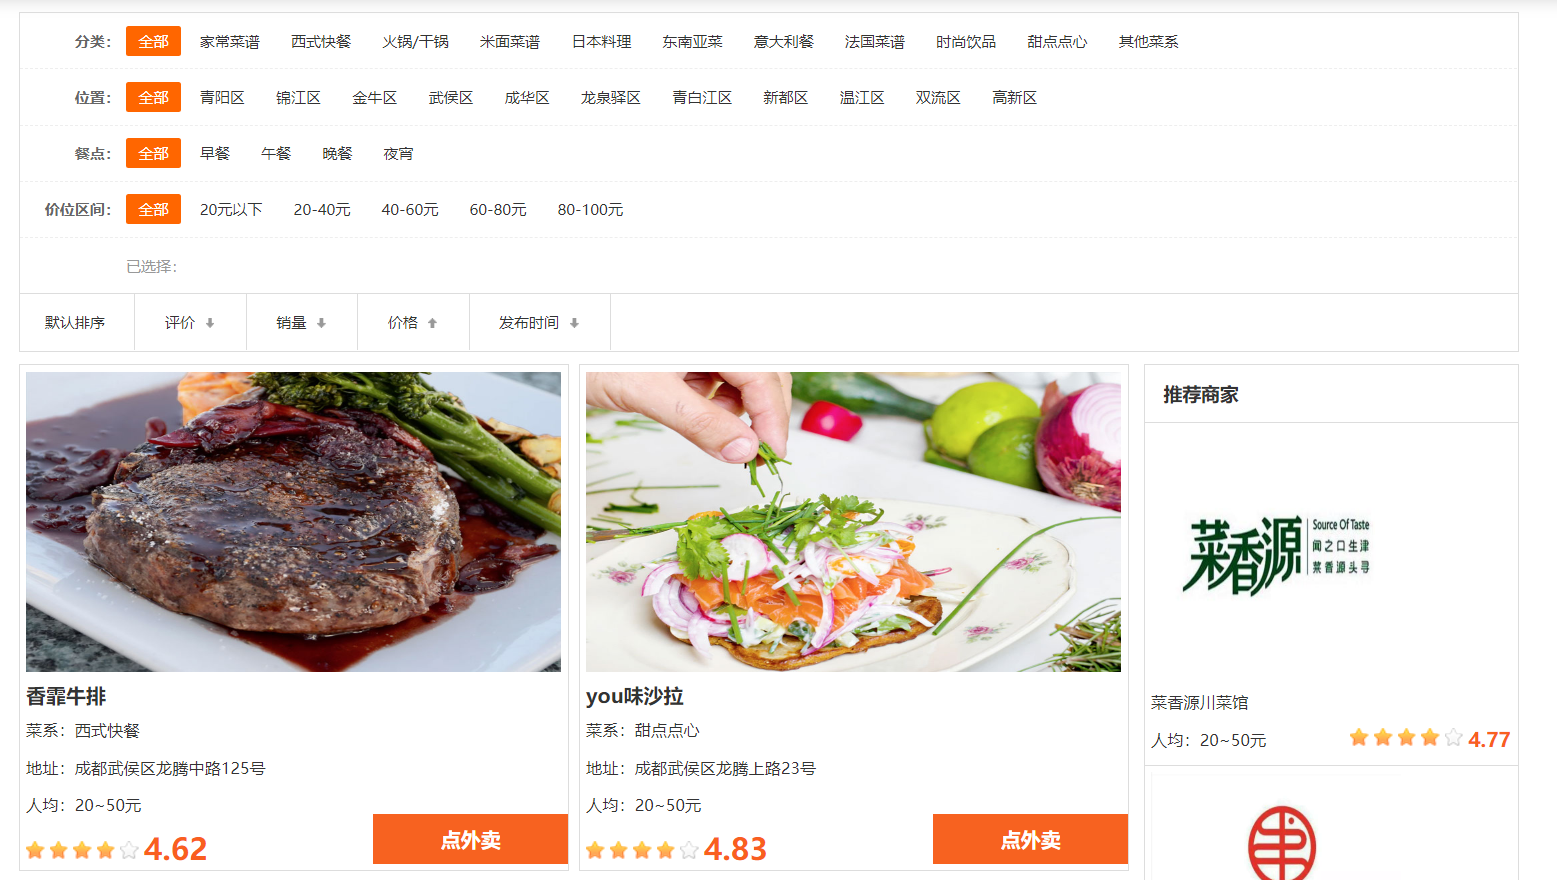 分类： 全部 家常菜谱 西式快餐 火锅/干锅 米面菜谱 日本料理 东南亚菜 意大利餐 法国菜谱 时尚饮品 甜点点心 其他菜系
位置： 全部 青阳区 锦江区 金牛区 武侯区 成华区 龙泉驿区 青白江区 新都区 温江区 双流区 高新区
餐点： 全部 早餐 午餐 晚餐 夜宵
价位区间： 全部 20元以下 20-40元 40-60元 60-80元 80-100元
已选择：
默认排序 评价 销量 价格 发布时间
香霏牛排
菜系：西式快餐
地址：成都武侯区龙腾中路125号
人均：20~50元
4.62
点外卖
you味沙拉
菜系：甜点点心
地址：成都武侯区龙腾上路23号
人均：20~50元
4.83
点外卖
推荐商家
菜香源
Source Of Taste
闻之口生津
菜香源头寻
菜香源川菜馆
人均：20~50元
4.77